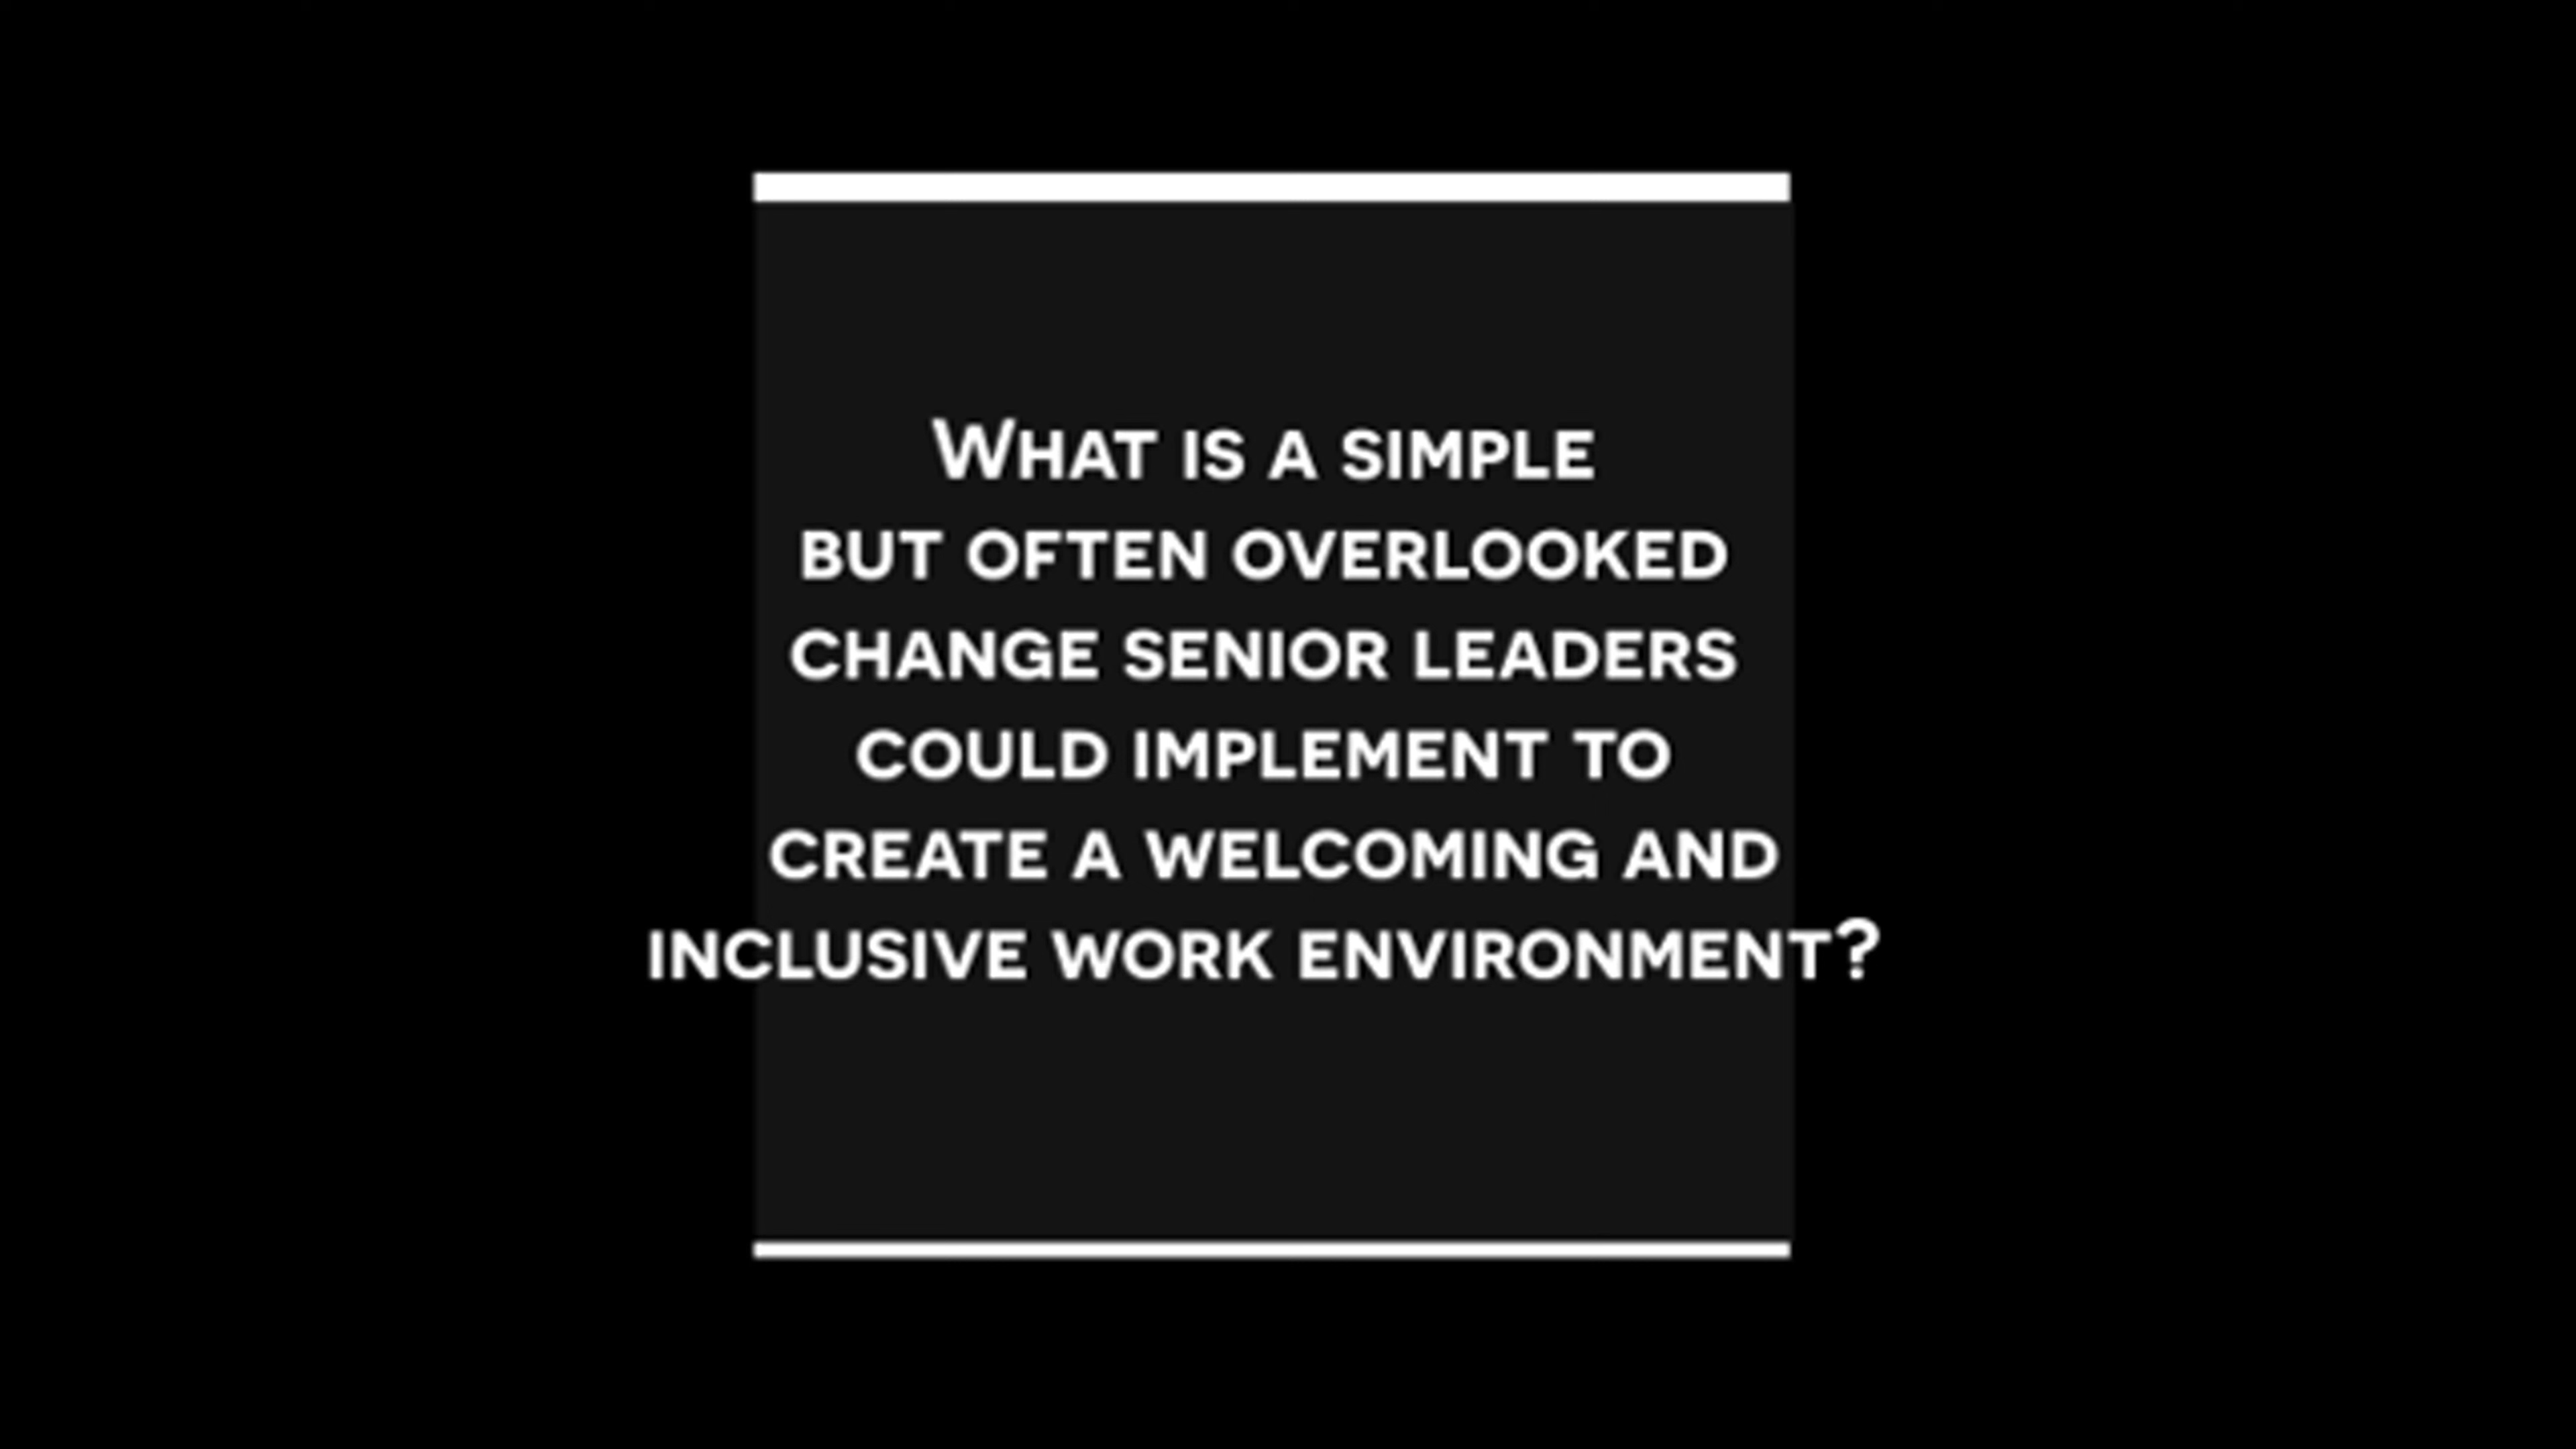 What is a simple
but often overlooked
change senior leaders
could implement to
create a welcoming and
inclusive work environment?